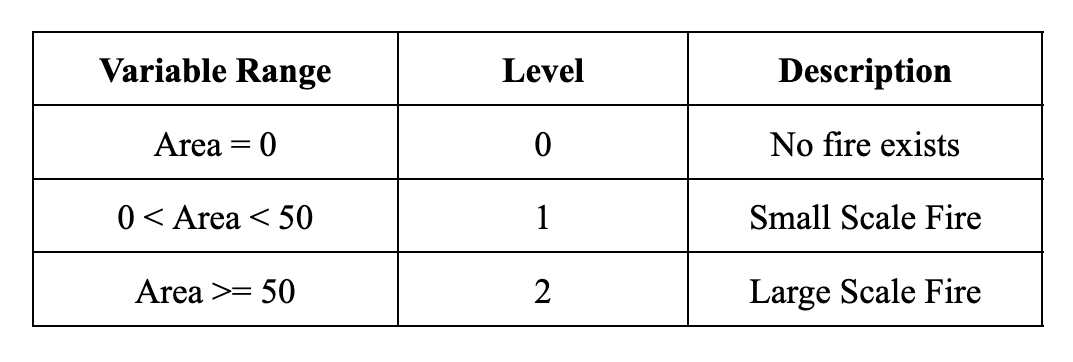 Variable Range Level Description
Area = 0 0 No fire exists
0 < Area < 50 1 Small Scale Fire
Area >= 50 2 Large Scale Fire